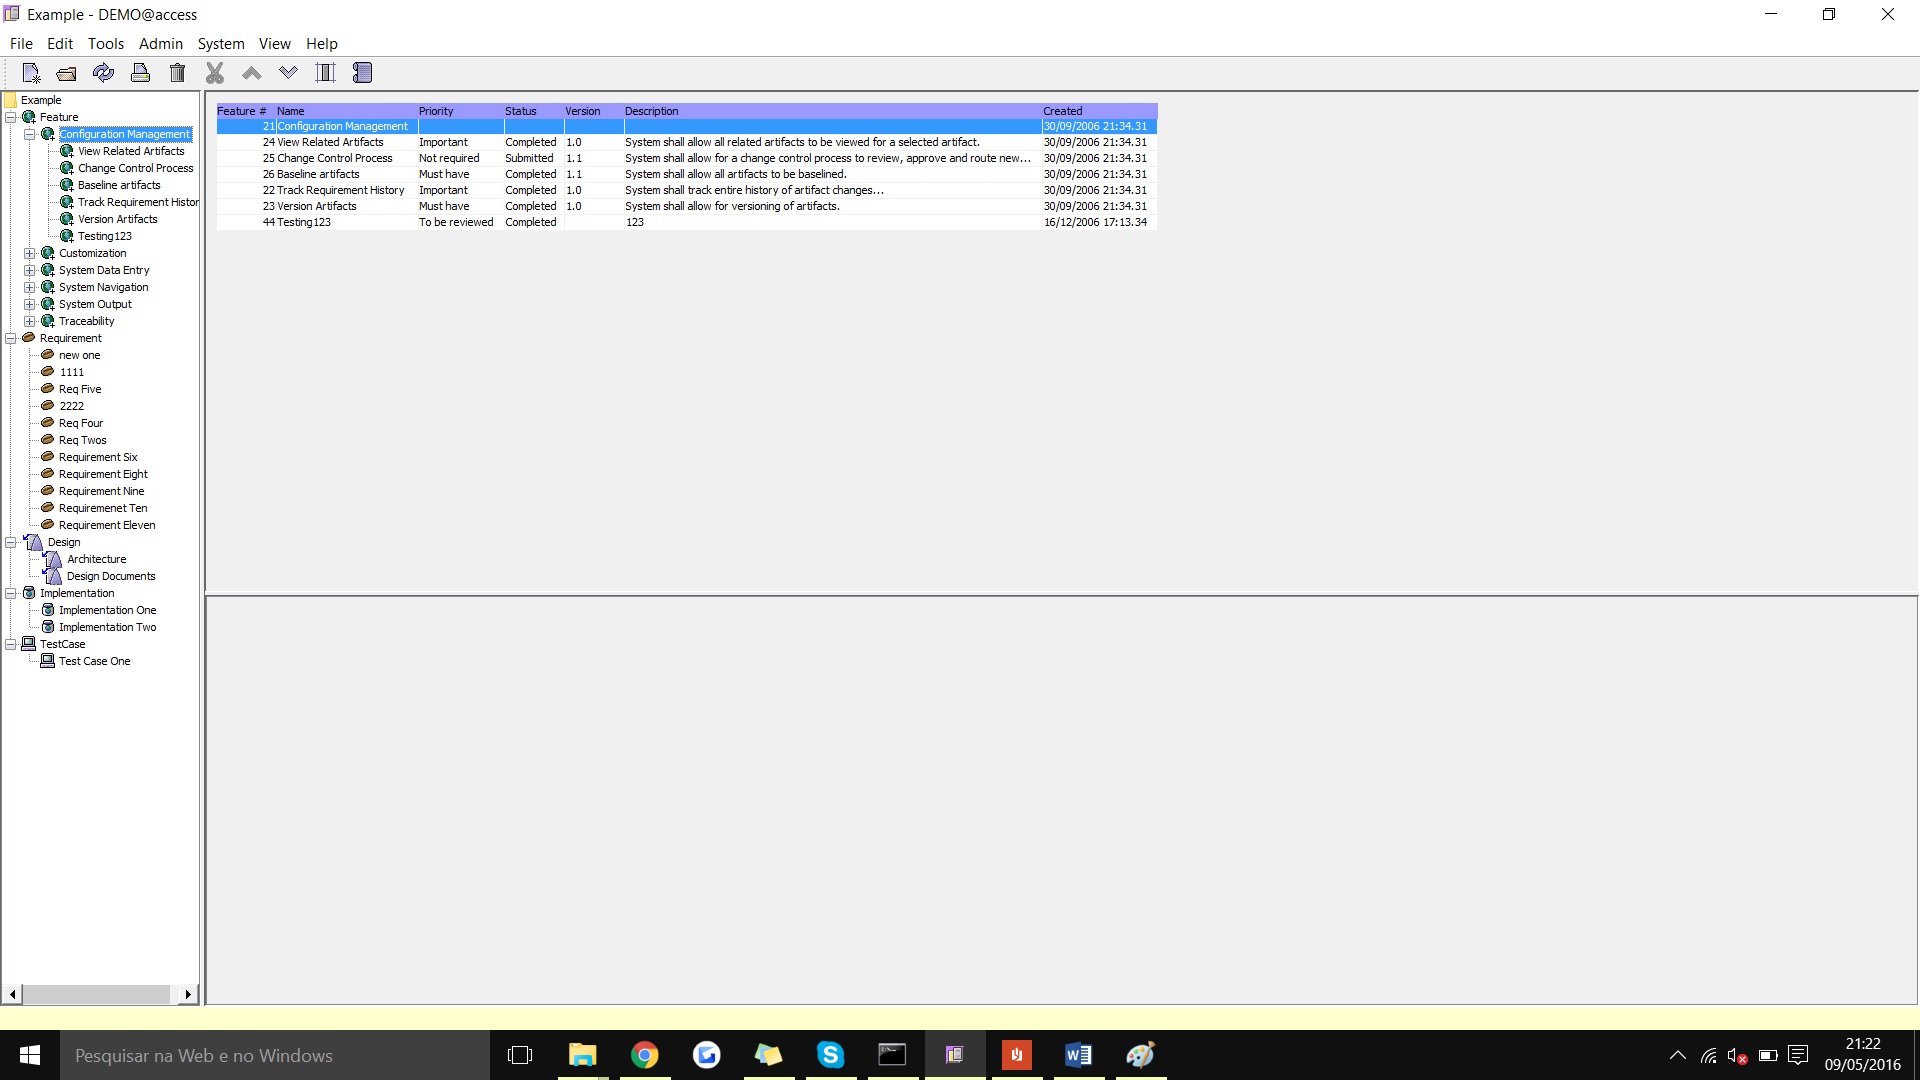 Example - DEMO@access
File Edit Tools Admin System View Help
Example
Feature
Configuration Management
View Related Artifacts
Change Control Process
Baseline artifacts
Track Requirement Histor
Version Artifacts
Testing123
Customization
System Data Entry
System Navigation
System Output
Traceability
Requirement
new one
1111
Req Five
2222
Req Four
Req Twos
Requirement Six
Requirement Eight
Requirement Nine
Requiremenet Ten
Requirement Eleven
Design
Architecture
Design Documents
Implementation
Implementation One
Implementation Two
TestCase
Test Case One
Feature # Name Priority Status Version Description Created
21 Configuration Management 30/09/2006 21:34.31
24 View Related Artifacts Important Completed 1.0 System shall allow all related artifacts to be viewed for a selected artifact. 30/09/2006 21:34.31
25 Change Control Process Not required Submitted 1.1 System shall allow for a change control process to review, approve and route new... 30/09/2006 21:34.31
26 Baseline artifacts Must have Completed 1.1 System shall allow all artifacts to be baselined. 30/09/2006 21:34.31
22 Track Requirement History Important Completed 1.0 System shall track entire history of artifact changes... 30/09/2006 21:34.31
23 Version Artifacts Must have Completed 1.0 System shall allow for versioning of artifacts. 30/09/2006 21:34.31
44 Testing123 To be reviewed Completed 123 16/12/2006 17:13.34
Pesquisar na Web e no Windows
21:22
09/05/2016